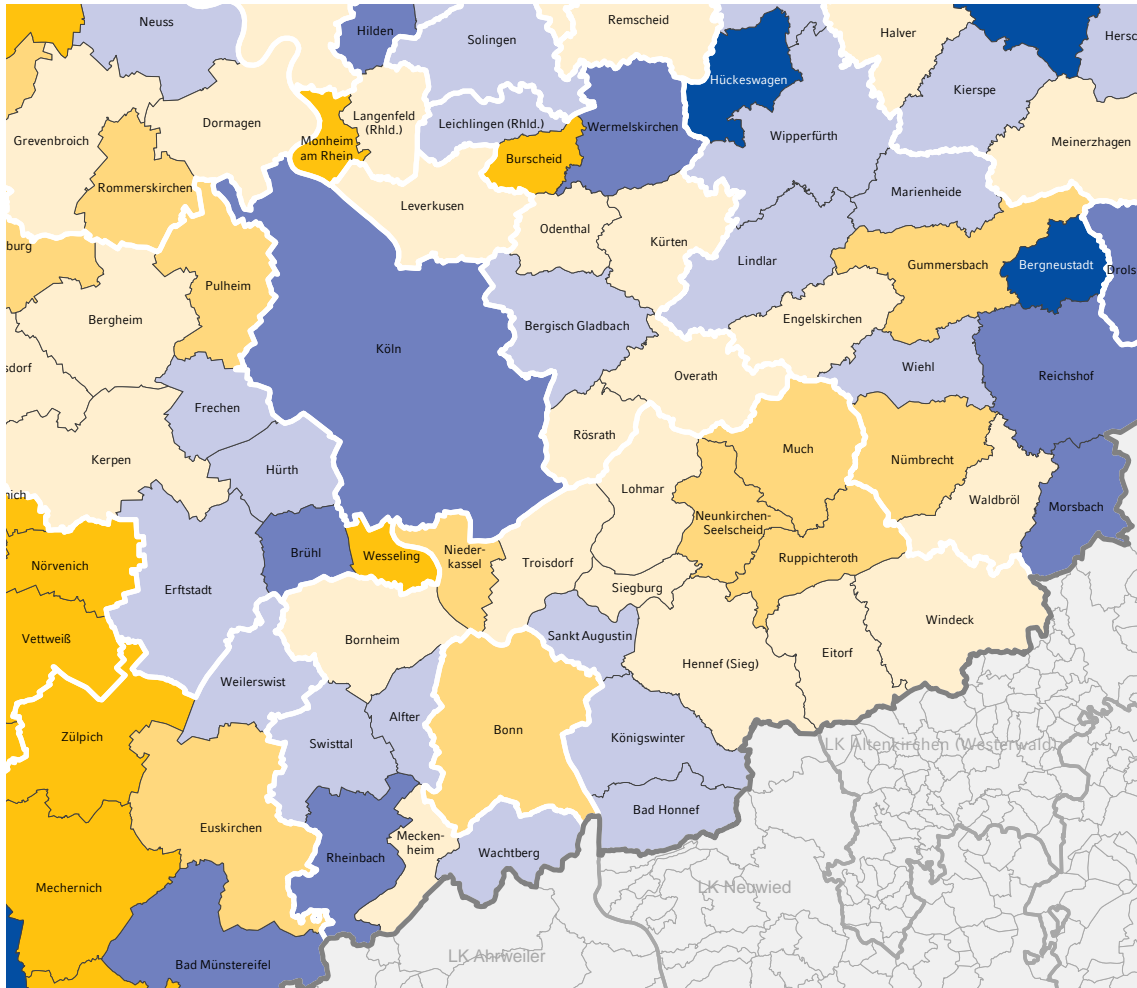 Neuss
Hilden
Solingen
Remscheid
Halver
Hersc
Hückeswagen
Kierspe
Grevenbroich
Dormagen
Monheim
am Rhein
Langenfeld
(Rhld.)
Leichlingen (Rhld.)
Wermelskirchen
Wipperfürth
Meinerzhagen
Burscheid
Rommerskirchen
Marienheide
Leverkusen
Odenthal
Kürten
burg
Pulheim
Lindlar
Gummersbach
Bergneustadt
Drols
Bergheim
Bergisch Gladbach
Engelskirchen
Köln
sdorf
Overath
Wiehl
Reichshof
Frechen
Rösrath
Much
Kerpen
Hürth
Nümbrecht
nich
Lohmar
Waldbröl
Morsbach
Neunkirchen-
Seelscheid
Nörvenich
Brühl
Wesseling
Nieder-
kassel
Troisdorf
Ruppichteroth
Erftstadt
Siegburg
Vettweiß
Bornheim
Sankt Augustin
Windeck
Hennef (Sieg)
Eitorf
Weilerswist
Zülpich
Swisttal
Alfter
Bonn
Königswinter
LK Altenkirchen (Westerwald)
Bad Honnef
Euskirchen
Rheinbach
Mecken-
heim
Wachtberg
Mechernich
LK Neuwied
Bad Münstereifel
LK Ahrweiler